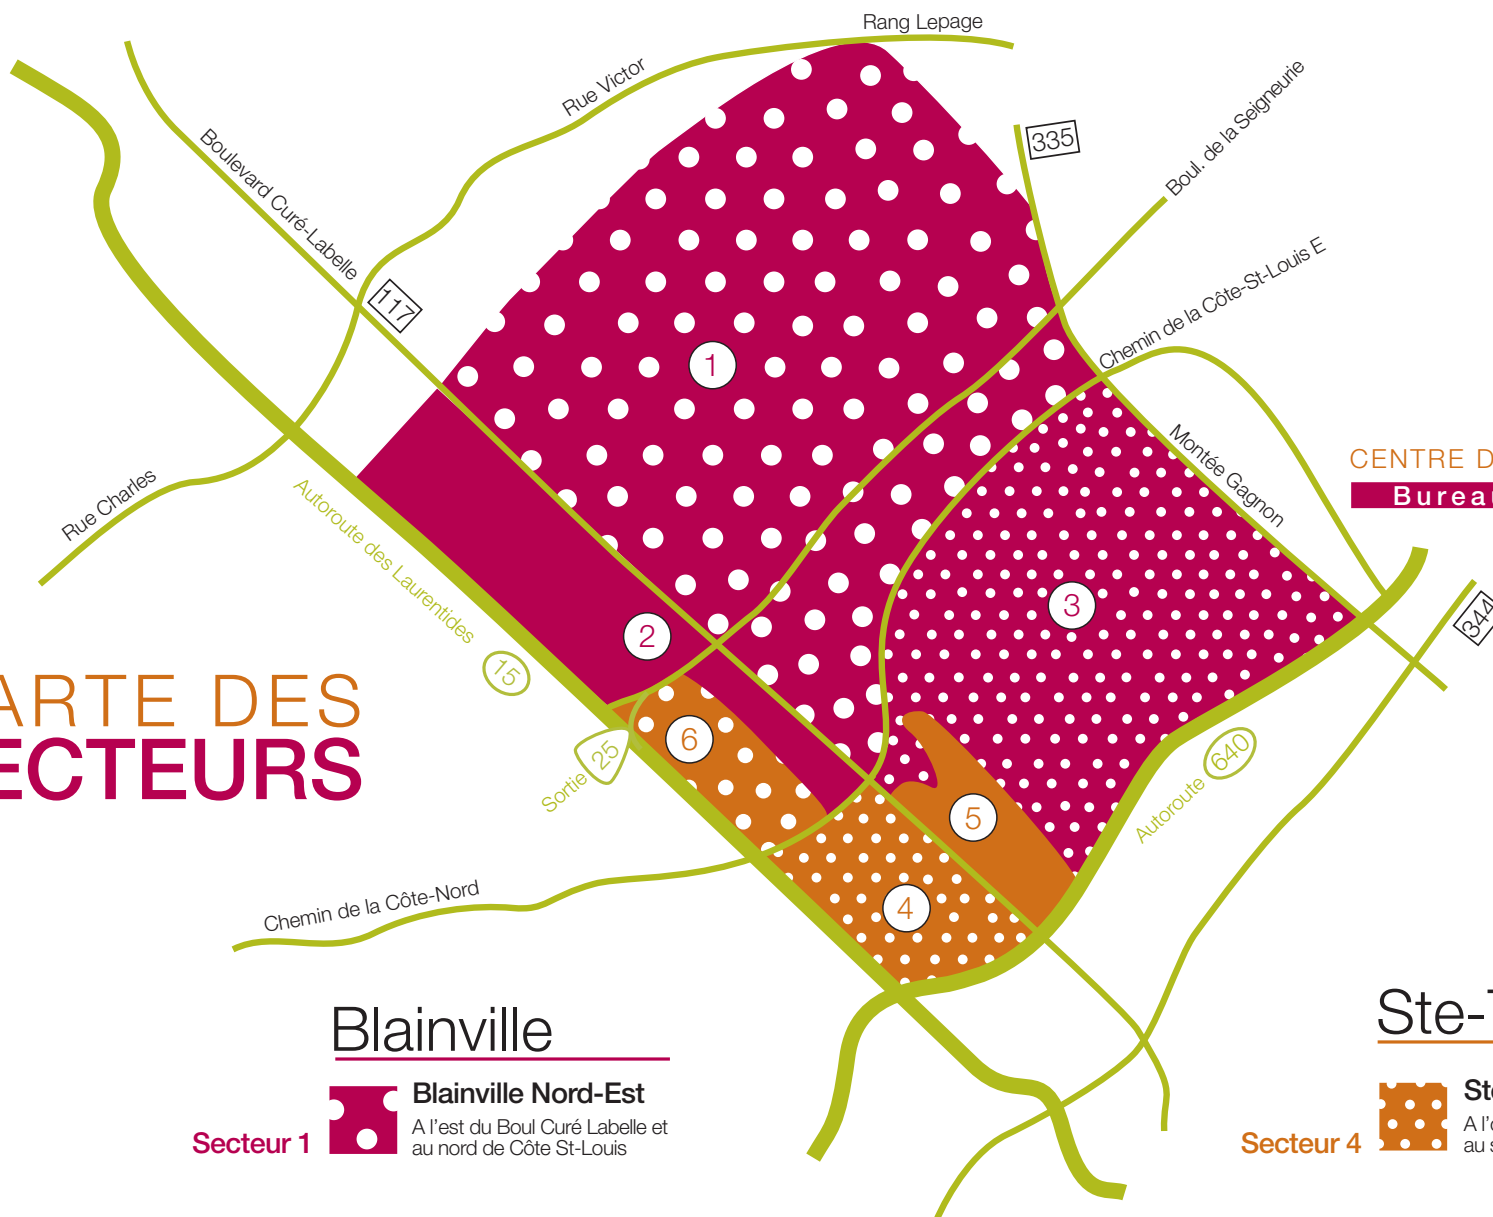 Rang Lepage
Rue Victor
335
Boul. de la Seigneurie
Boulevard Curé-Labelle
117
Chemin de la Côte-St-Louis E
1
Montée Gagnon
CENTRE D
Bureau
Rue Charles
Autoroute des Laurentides
15
2
3
344
ARTE DES
ECTEURS
6
Sortie 25
5
Autoroute 640
4
Chemin de la Côte-Nord
Blainville
Secteur 1
Blainville Nord-Est
A l'est du Boul Curé Labelle et
au nord de Côte St-Louis
Ste-
Secteur 4
Ste
A l'
au s